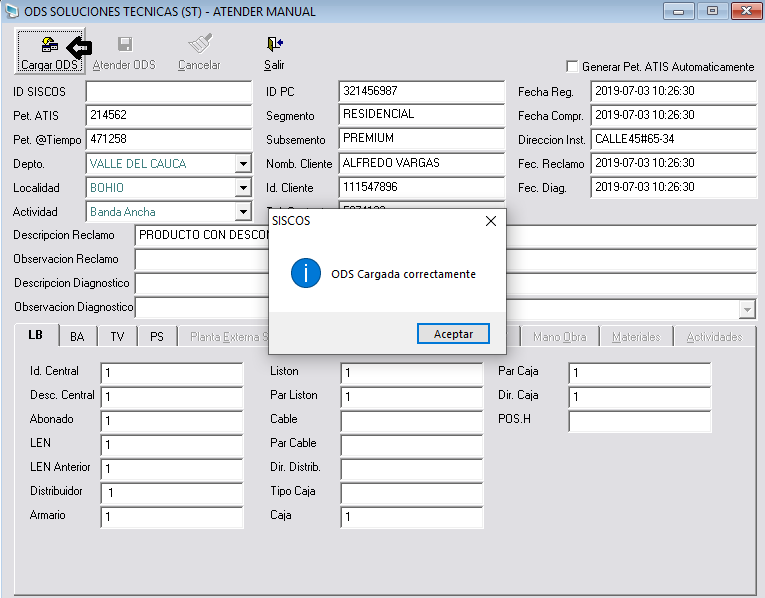 ODS SOLUCIONES TECNICAS (ST) - ATENDER MANUAL
Cargar ODS Atender ODS Cancelar Salir
Generar Pet. ATIS Automaticamente
ID SISCOS ID PC 321456987 Fecha Reg. 2019-07-03 10:26:30
Pet. ATIS 214562 Segmento RESIDENCIAL Fecha Compr. 2019-07-03 10:26:30
Pet. @Tiempo 471258 Subsemento PREMIUM Direccion Inst. CALLE45#65-34
Depto. VALLE DEL CAUCA Nomb. Cliente ALFREDO VARGAS Fec. Reclamo 2019-07-03 10:26:30
Localidad BOHIO Id. Cliente 111547896 Fec. Diag. 2019-07-03 10:26:30
Actividad Banda Ancha
Descripcion Reclamo PRODUCTO CON DESCON
Observacion Reclamo
Descripcion Diagnostico
Observacion Diagnostico
SISCOS
ODS Cargada correctamente
Aceptar
LB BA TV PS Planta Externa S Mano Obra Materiales Actividades
Id. Central 1 Liston 1 Par Caja 1
Desc. Central 1 Par Liston 1 Dir. Caja 1
Abonado 1 Cable POS.H
LEN 1 Par Cable
LEN Anterior 1 Dir. Distrib.
Distribuidor 1 Tipo Caja
Armario 1 Caja 1